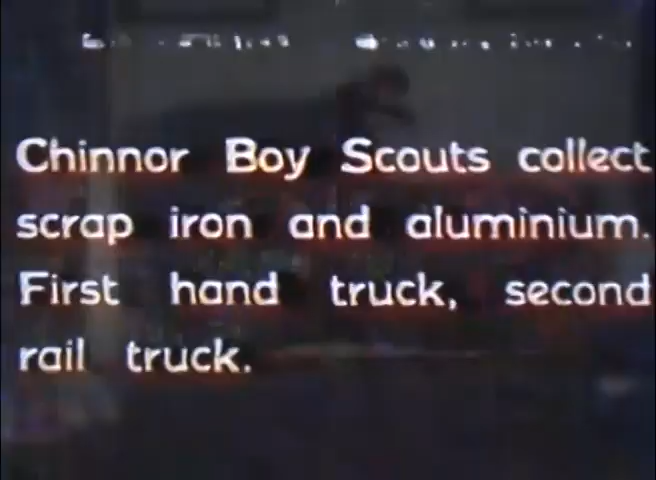 Chinnor Boy Scouts collect
scrap iron and aluminium.
First hand truck, second
rail truck.